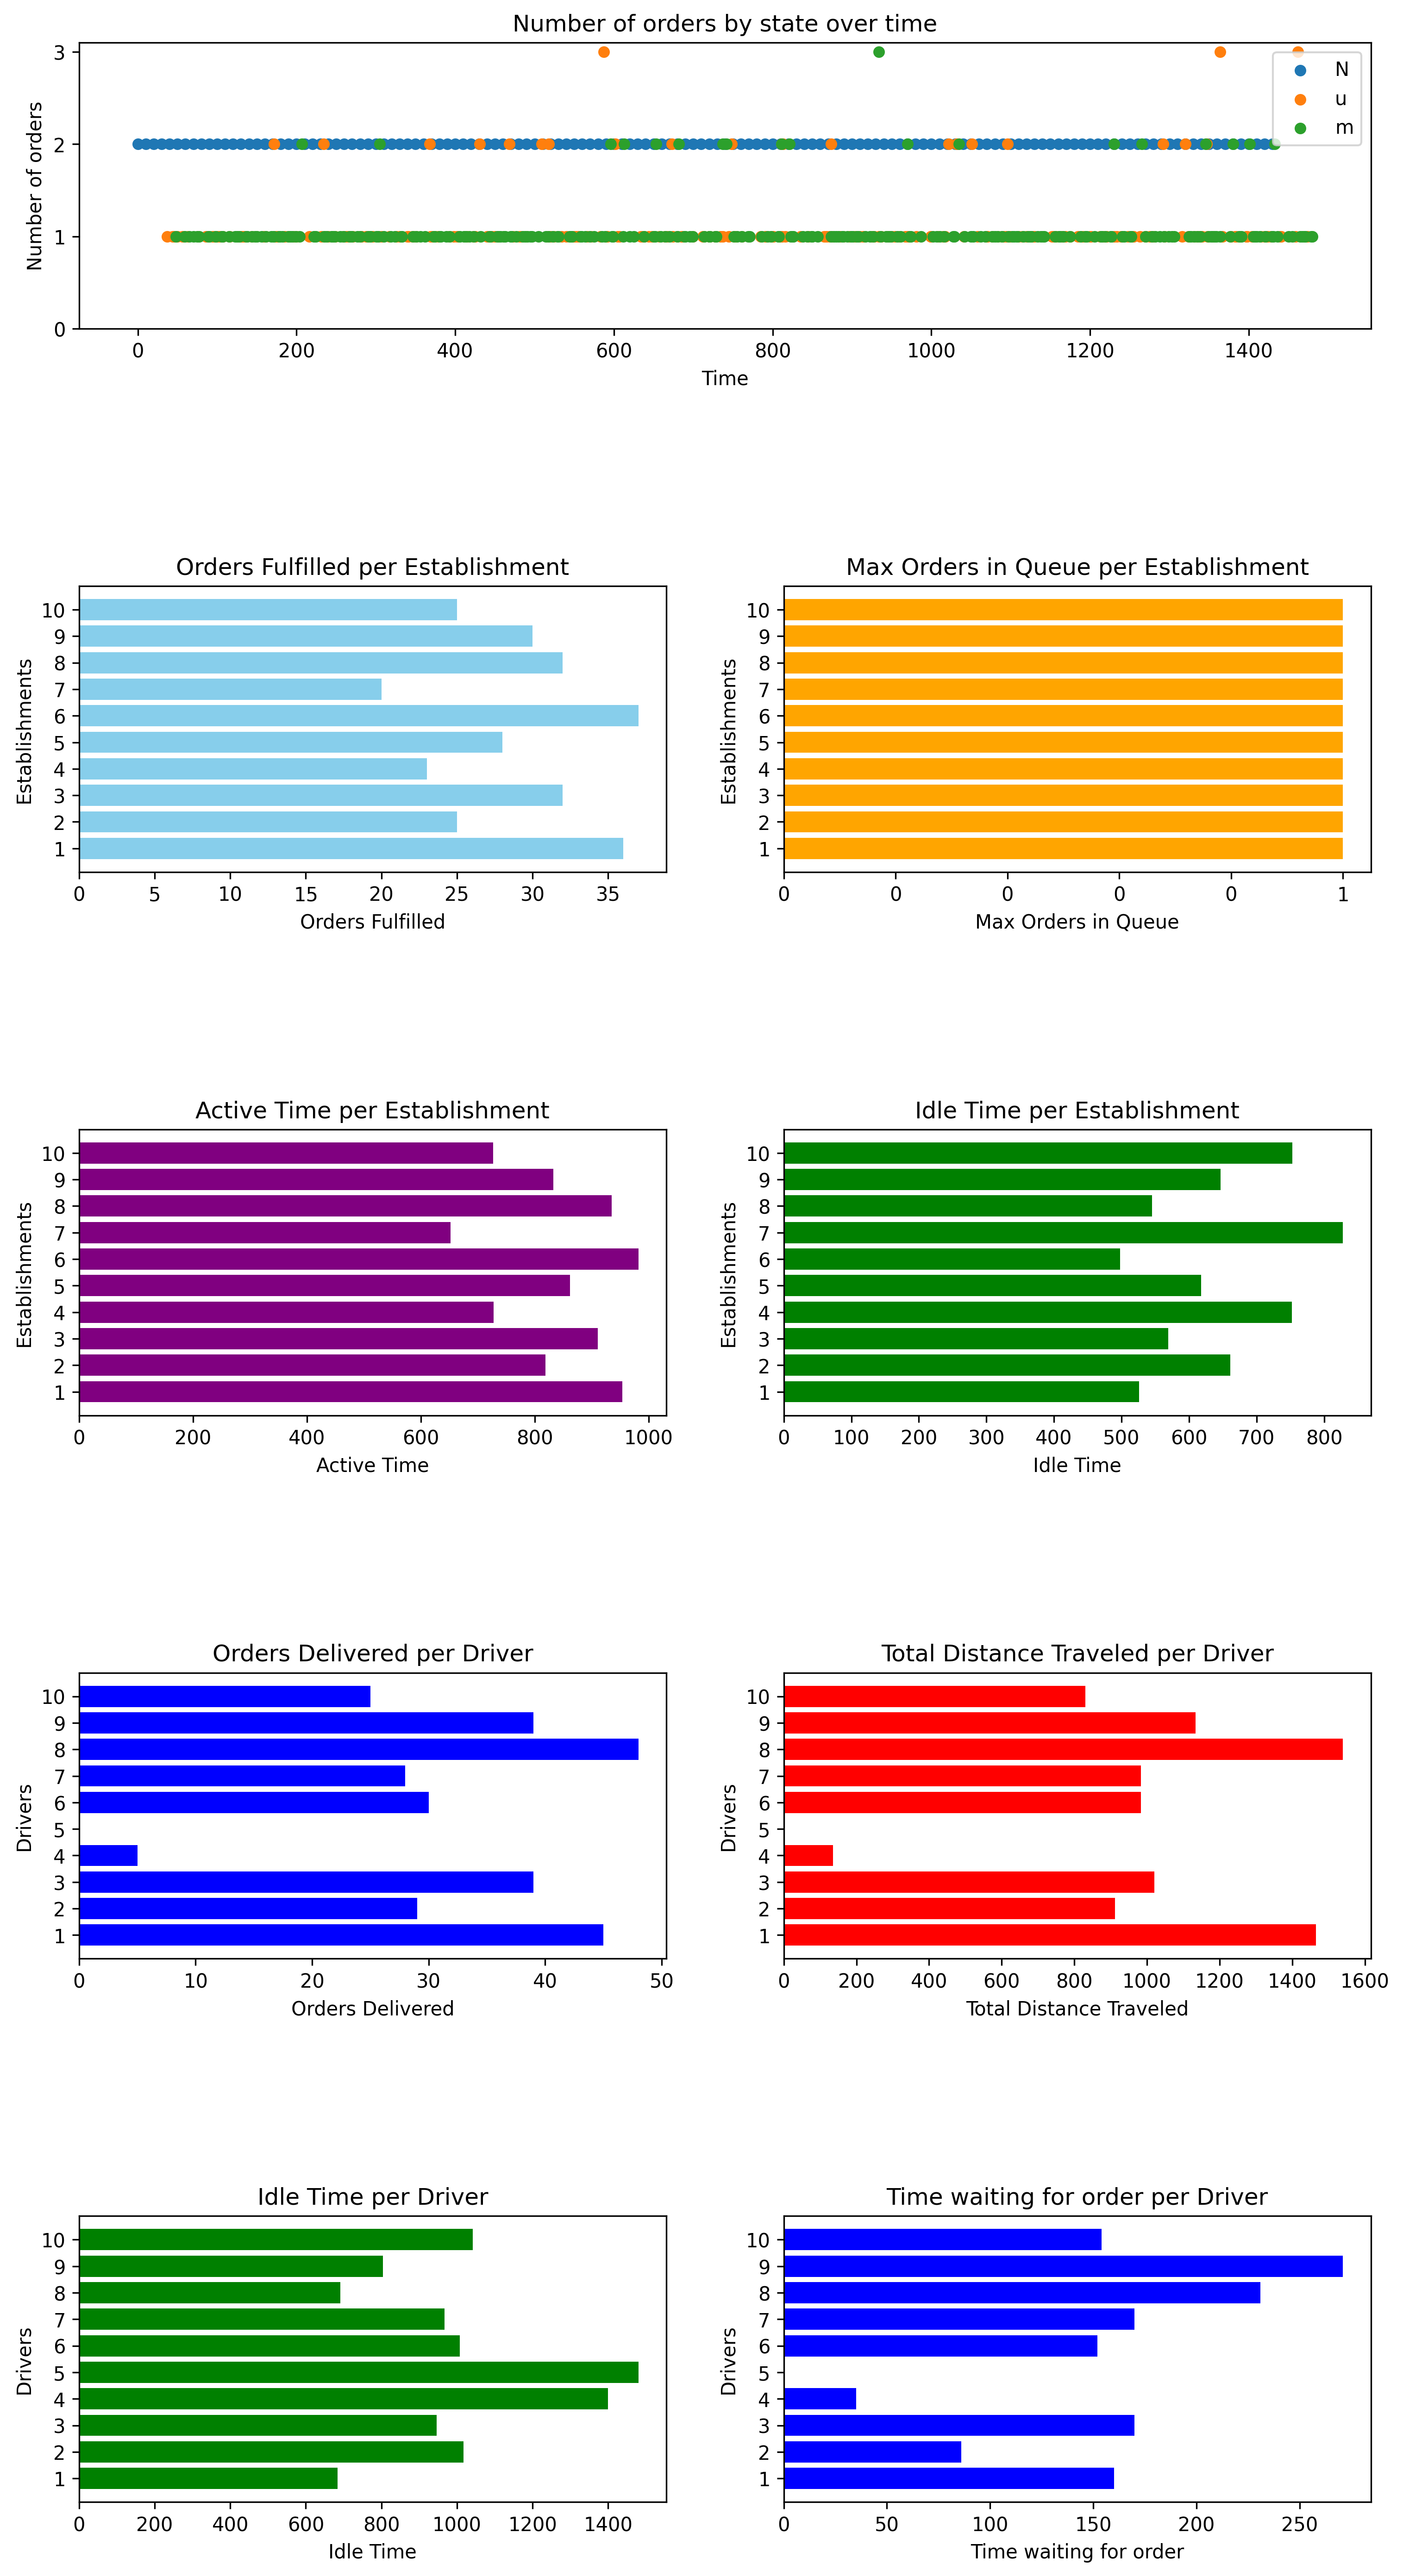 Number of orders by state over time
Number of orders
3
2
1
0
N
u
m
0 200 400 600 800 1000 1200 1400
Time
Orders Fulfilled per Establishment
Establishments
10
9
8
7
6
5
4
3
2
1
0 5 10 15 20 25 30 35
Orders Fulfilled
Max Orders in Queue per Establishment
Establishments
10
9
8
7
6
5
4
3
2
1
0 0 0 0 0 1
Max Orders in Queue
Active Time per Establishment
Establishments
10
9
8
7
6
5
4
3
2
1
0 200 400 600 800 1000
Active Time
Idle Time per Establishment
Establishments
10
9
8
7
6
5
4
3
2
1
0 100 200 300 400 500 600 700 800
Idle Time
Orders Delivered per Driver
Drivers
10
9
8
7
6
5
4
3
2
1
0 10 20 30 40 50
Orders Delivered
Total Distance Traveled per Driver
Drivers
10
9
8
7
6
5
4
3
2
1
0 200 400 600 800 1000 1200 1400 1600
Total Distance Traveled
Idle Time per Driver
Drivers
10
9
8
7
6
5
4
3
2
1
0 200 400 600 800 1000 1200 1400
Idle Time
Time waiting for order per Driver
Drivers
10
9
8
7
6
5
4
3
2
1
0 50 100 150 200 250
Time waiting for order